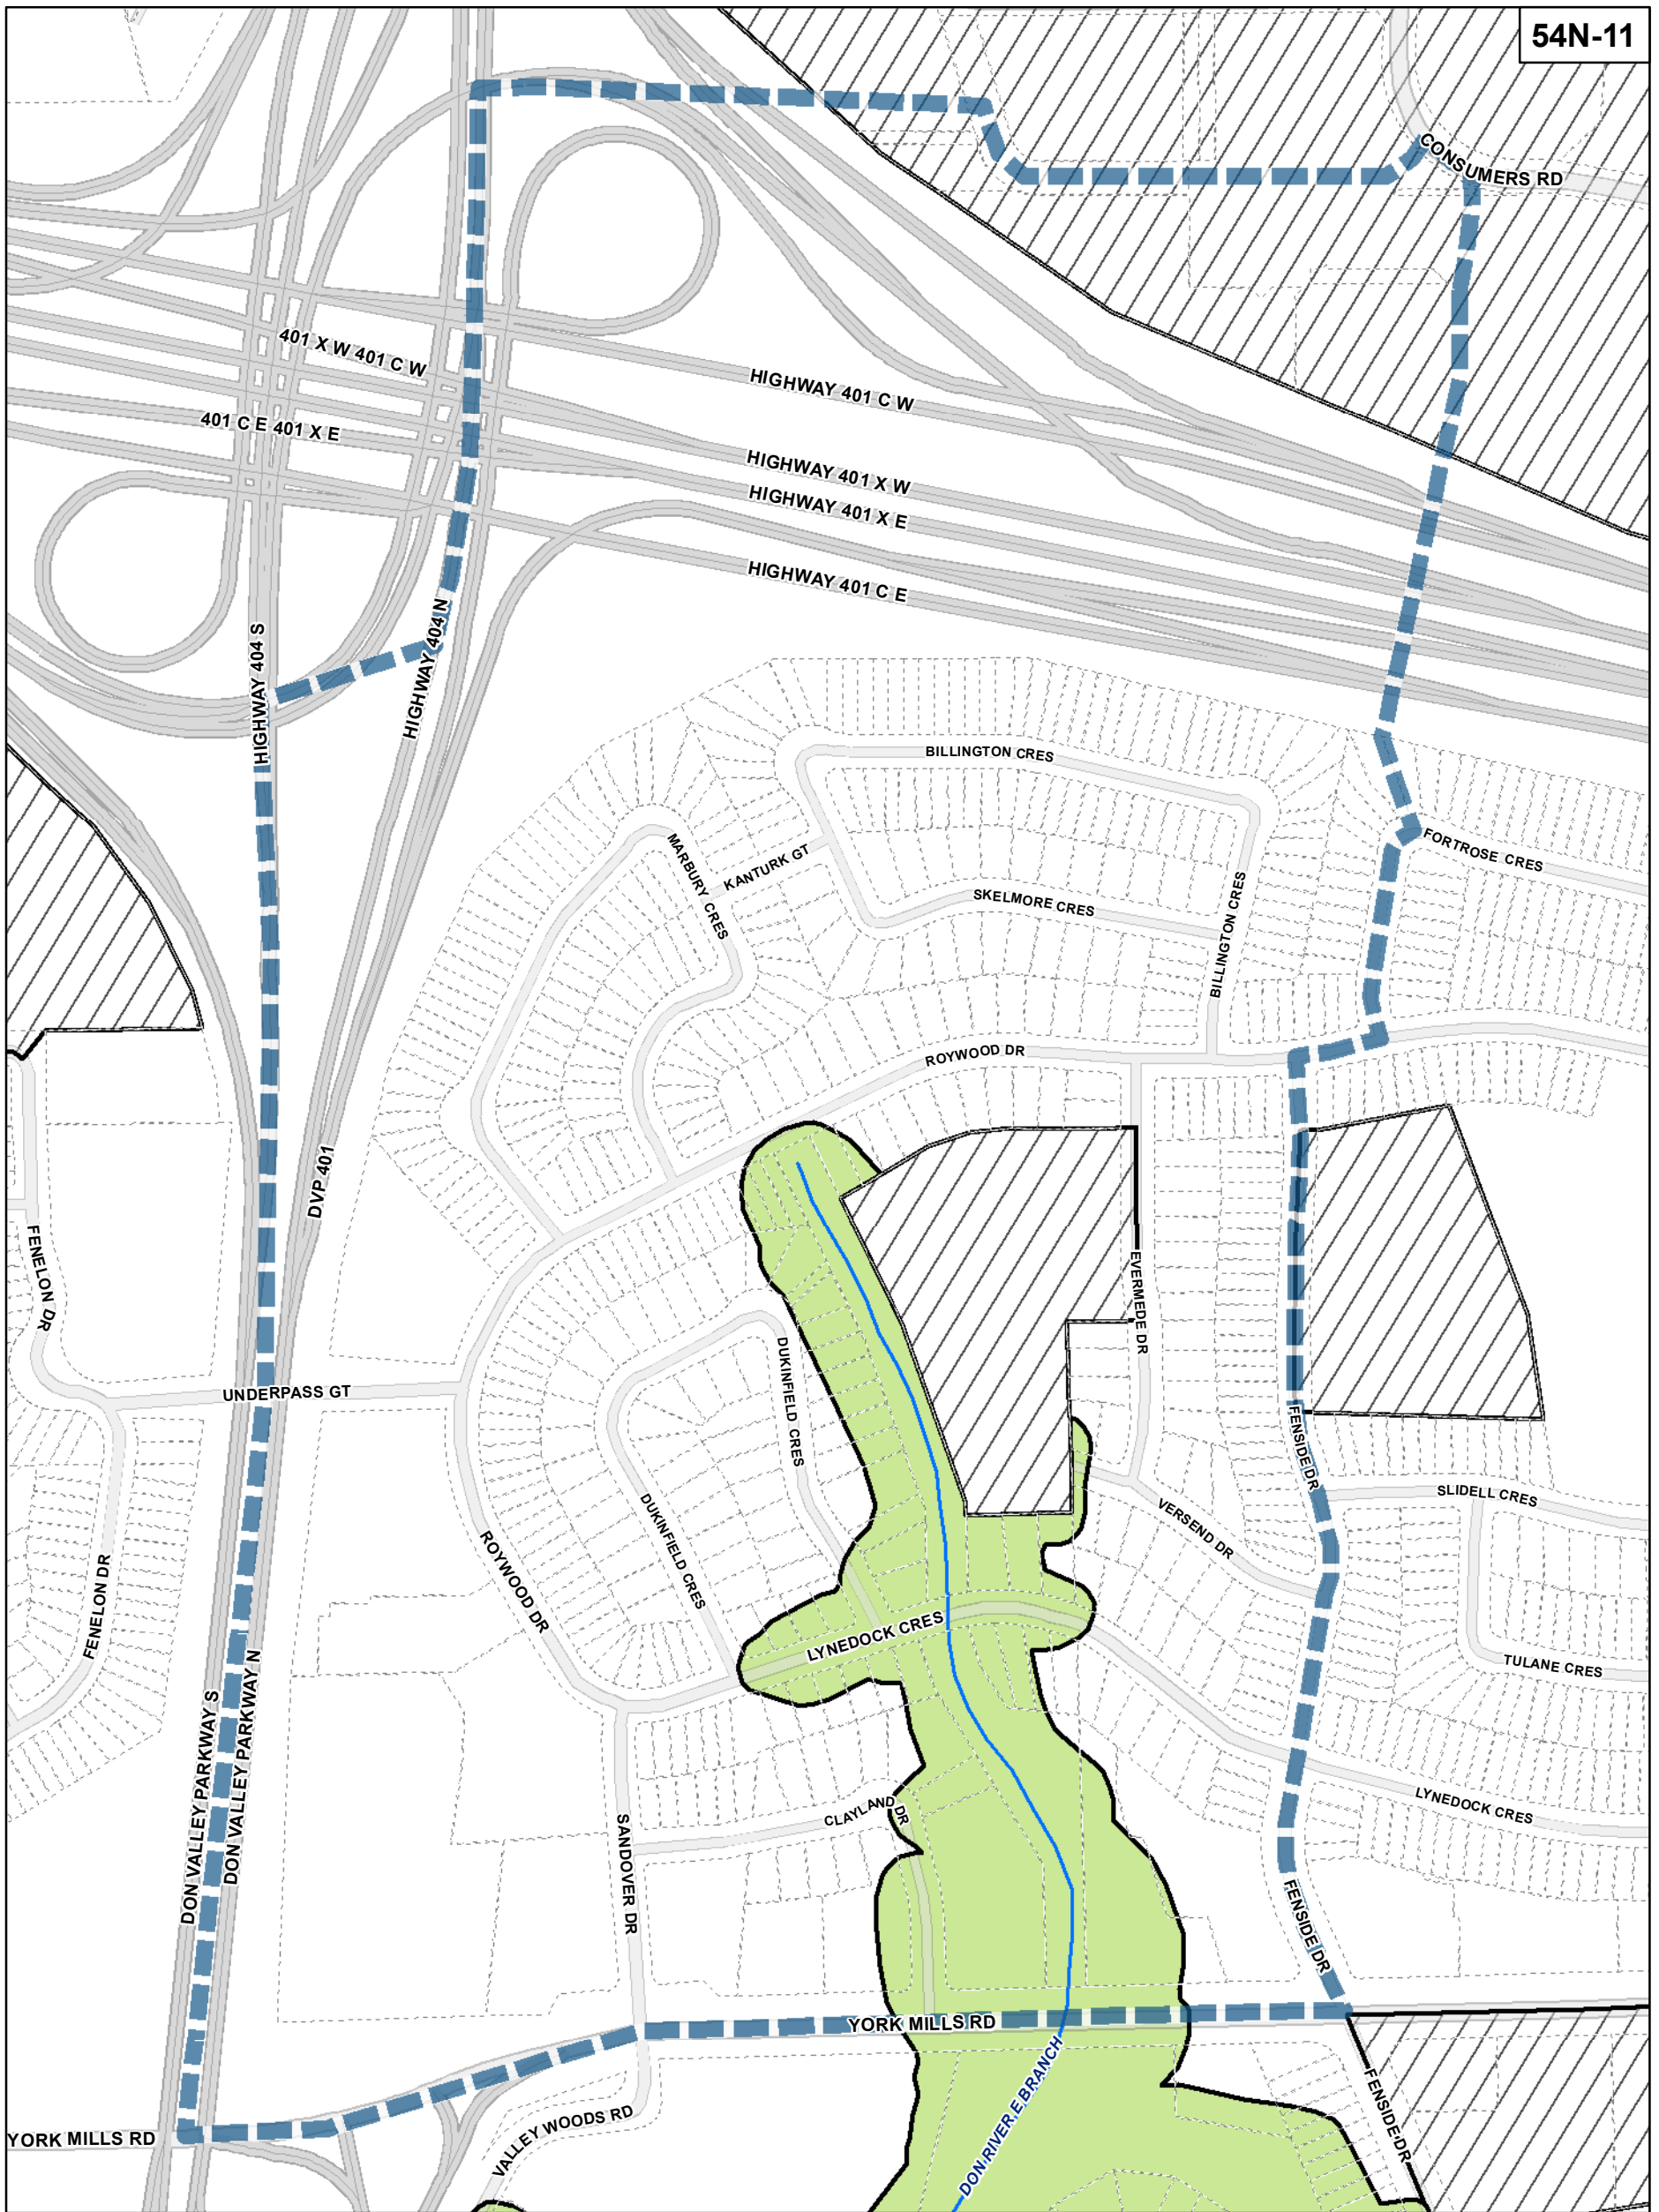 54N-11
CONSUMERS RD
401 X W 401 C W
HIGHWAY 401 C W
401 C E 401 X E
HIGHWAY 401 X W
HIGHWAY 401 X E
HIGHWAY 401 C E
HIGHWAY 404 S
HIGHWAY 404 N
BILLINGTON CRES
MARBURY CRES
KANTURK GT
FORTROSE CRES
SKELMORE CRES
BILLINGTON CRES
ROYWOOD DR
DVP 401
FENELON DR
EVERMEDE DR
UNDERPASS GT
DUKINFIELD CRES
FENSIDE DR
SLIDELL CRES
DUKINFIELD CRES
VERSEND DR
ROYWOOD DR
FENELON DR
LYNEDOCK CRES
TULANE CRES
DON VALLEY PARKWAY S
DON VALLEY PARKWAY N
CLAYLAND DR
LYNEDOCK CRES
SANDOVER DR
FENSIDE DR
YORK MILLS RD
DON RIVER E BRANCH
FENSIDE DR
VALLEY WOODS RD
YORK MILLS RD